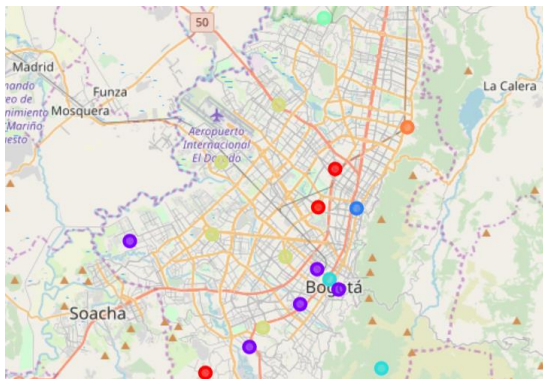 50
Madrid
Funza
Mosquera
La Calera
Aeropuerto
Internacional
El Dorado
Bogotá
Soacha